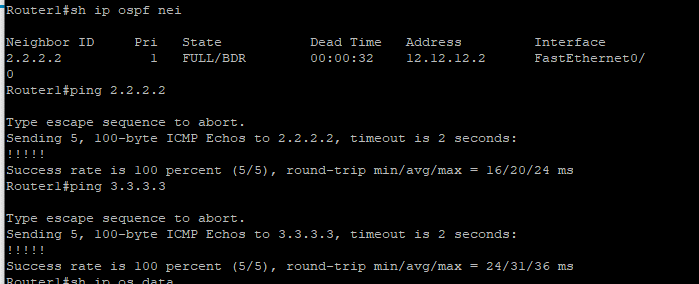 Router1#sh ip ospf nei
Neighbor ID     Pri   State           Dead Time   Address         Interface
2.2.2.2           1   FULL/BDR        00:00:32    12.12.12.2      FastEthernet0/
0
Router1#ping 2.2.2.2
Type escape sequence to abort.
Sending 5, 100-byte ICMP Echos to 2.2.2.2, timeout is 2 seconds:
!!!!!
Success rate is 100 percent (5/5), round-trip min/avg/max = 16/20/24 ms
Router1#ping 3.3.3.3
Type escape sequence to abort.
Sending 5, 100-byte ICMP Echos to 3.3.3.3, timeout is 2 seconds:
!!!!!
Success rate is 100 percent (5/5), round-trip min/avg/max = 24/31/36 ms
Router1#sh ip os data